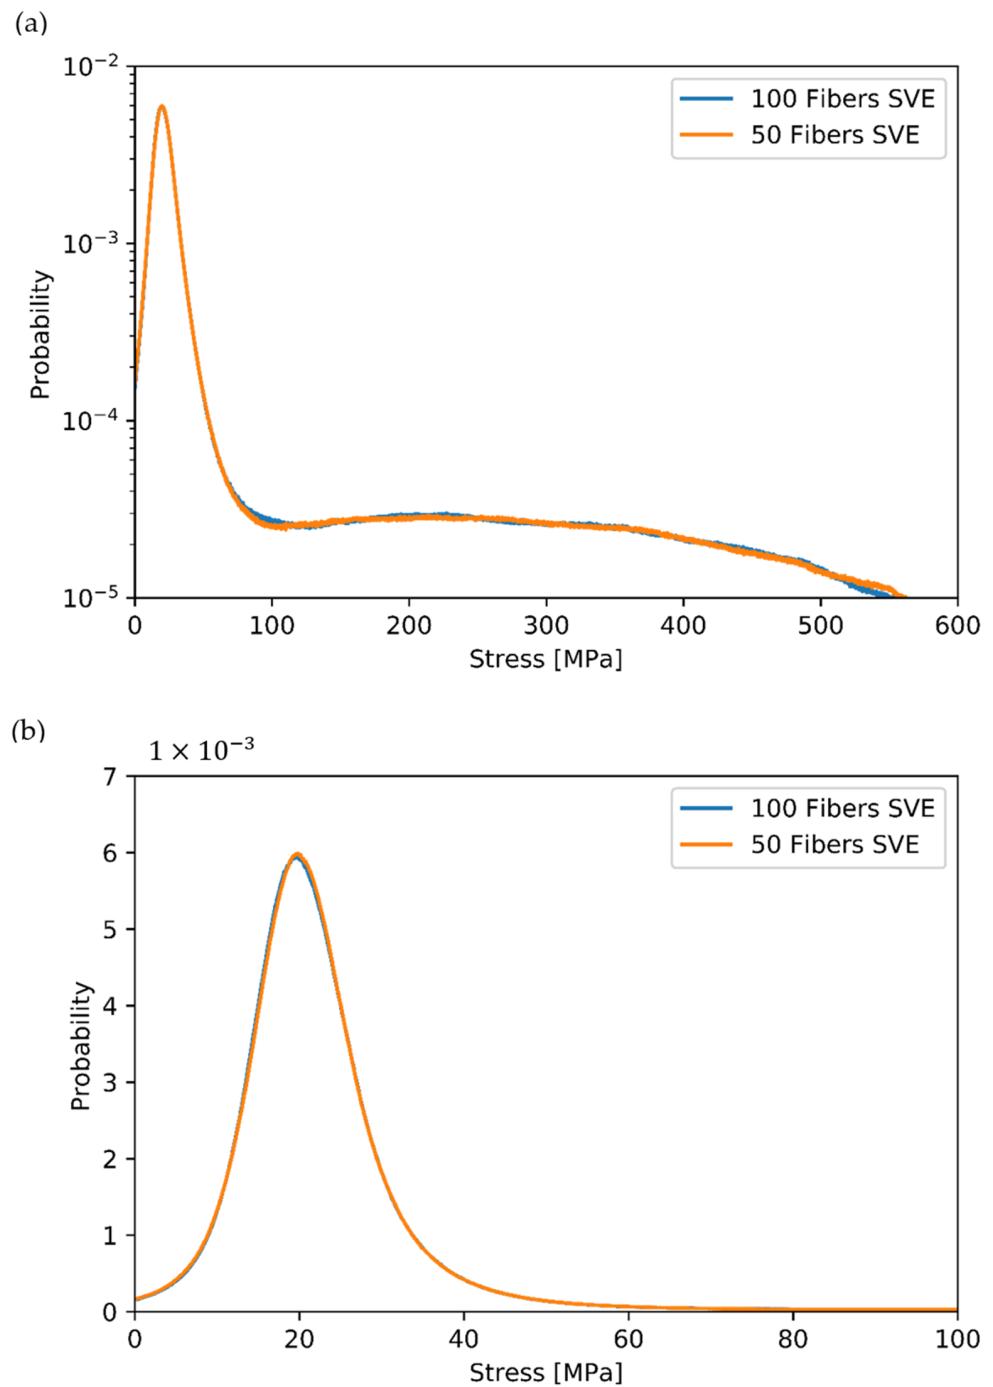 (a)
10⁻²
10⁻³
10⁻⁴
10⁻⁵
Probability
100 Fibers SVE
50 Fibers SVE
0 100 200 300 400 500 600
Stress [MPa]
(b)
1 × 10⁻³
7
6
5
4
3
2
1
0
Probability
100 Fibers SVE
50 Fibers SVE
0 20 40 60 80 100
Stress [MPa]